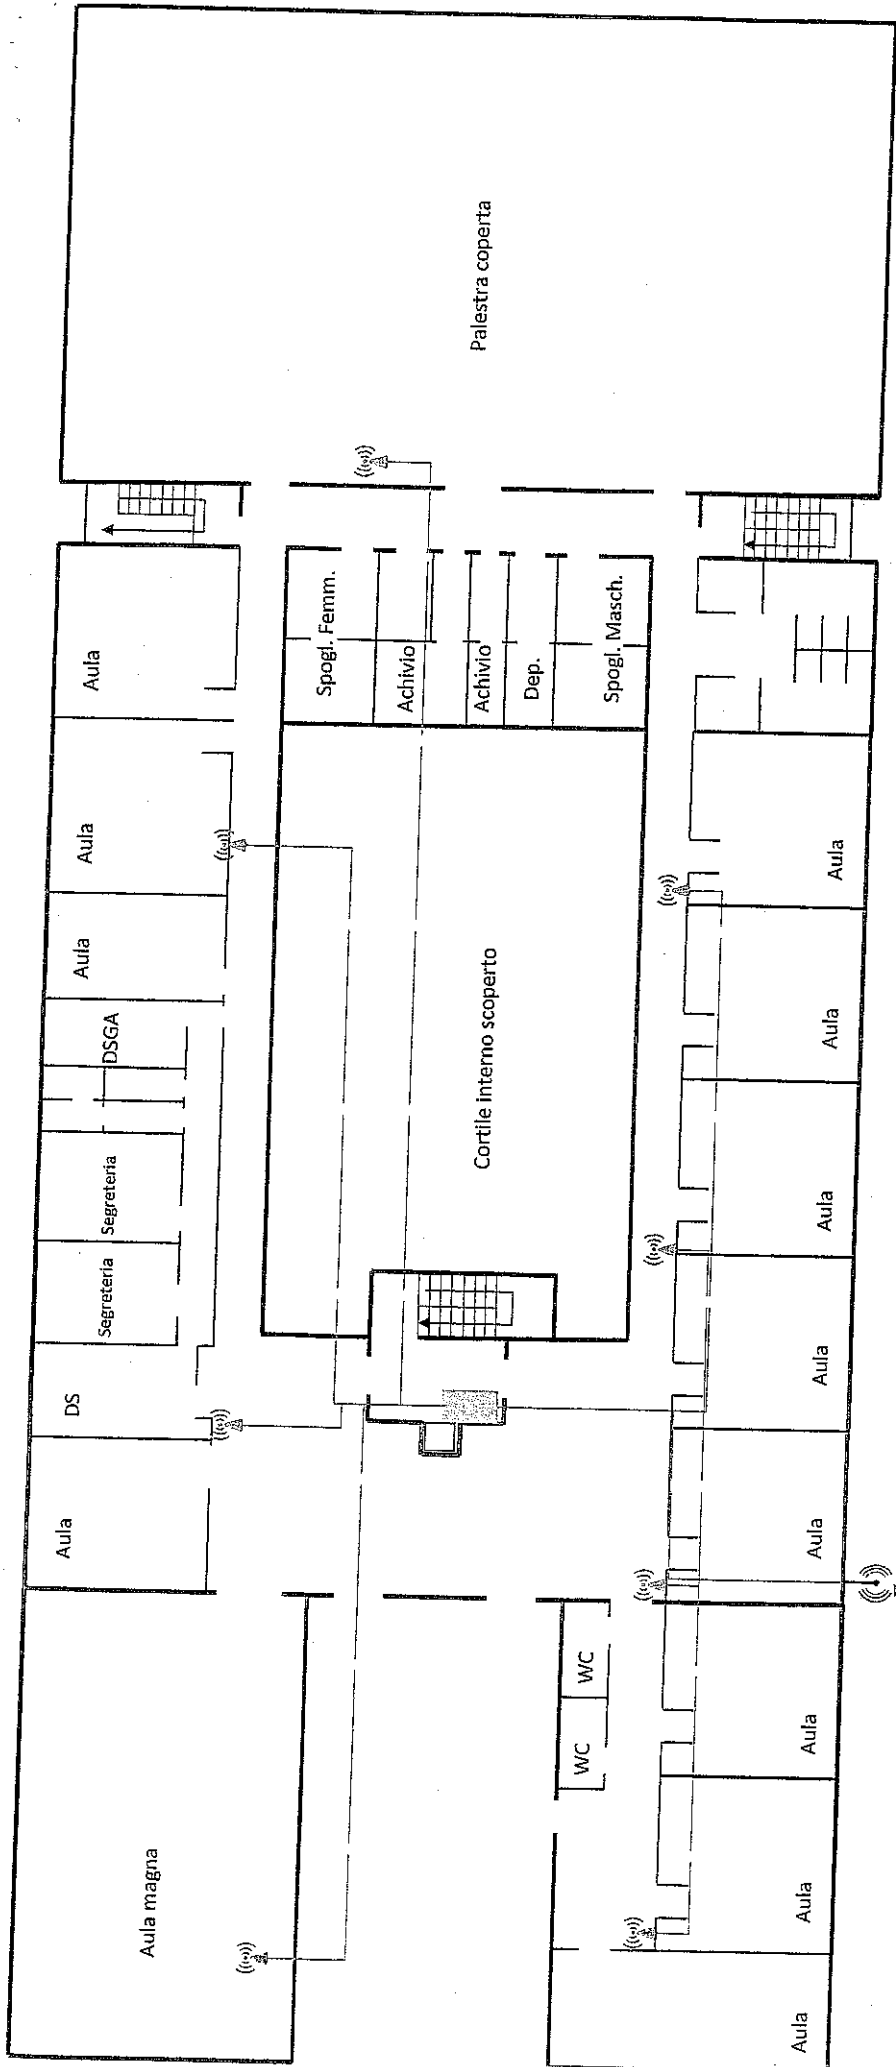 Aula magna
Aula
DS
Segreteria
Segreteria
DSGA
Aula
Aula
Aula
Spogl. Femm.
Achivio
Cortile interno scoperto
Achivio
Palestra coperta
Dep.
WC
WC
Spogl. Masch.
Aula
Aula
Aula
Aula
Aula
Aula
Aula
Aula